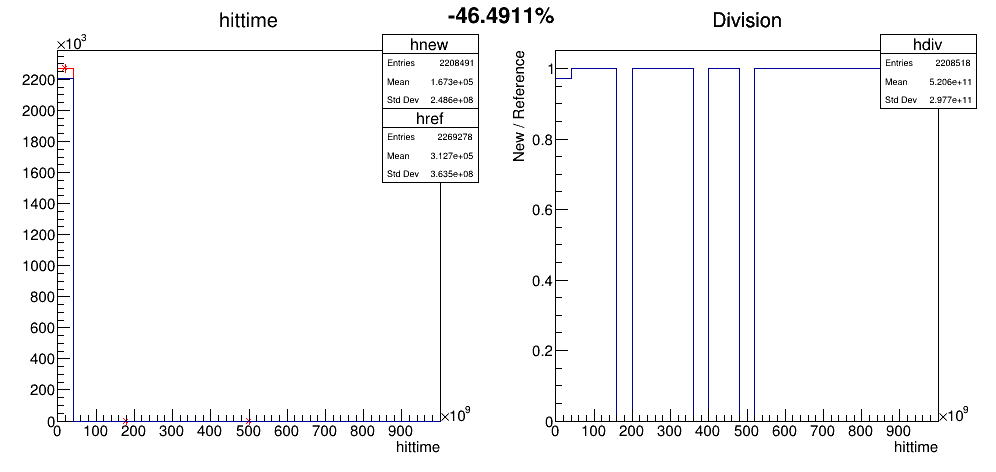 -46.4911%
hittime
×10³
hnew
Entries 2208491
Mean 1.673e+05
Std Dev 2.486e+08
href
Entries 2269278
Mean 3.127e+05
Std Dev 3.635e+08
2200
2000
1800
1600
1400
1200
1000
800
600
400
200
0
0 100 200 300 400 500 600 700 800 900
×10⁹
hittime
Division
hdiv
Entries 2208518
Mean 5.206e+11
Std Dev 2.977e+11
New / Reference
1
0.8
0.6
0.4
0.2
0
0 100 200 300 400 500 600 700 800 900
×10⁹
hittime